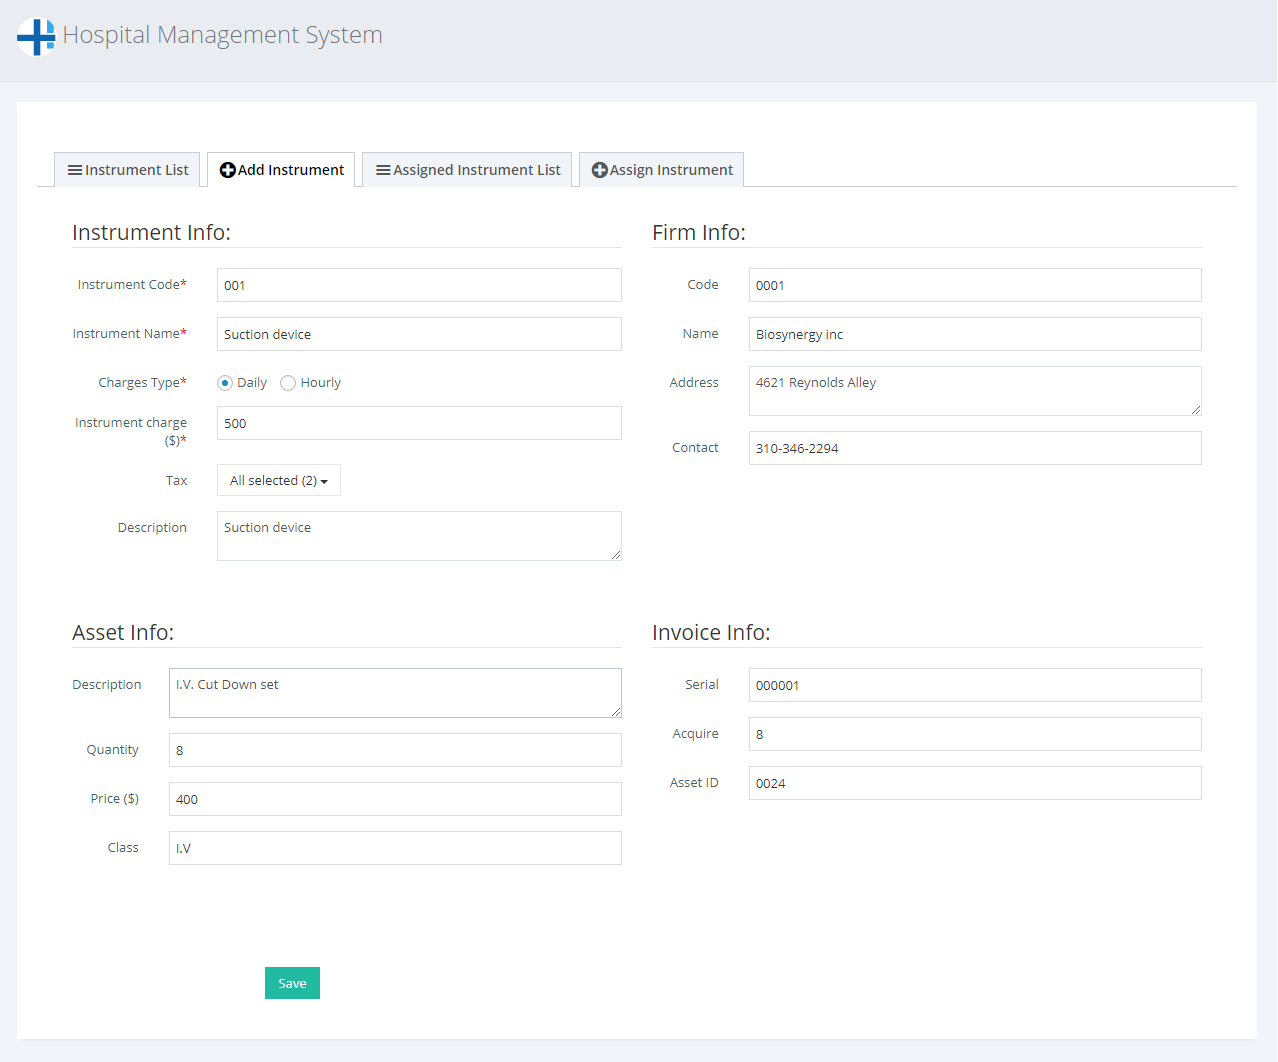 Hospital Management System
Instrument List
Add Instrument
Assigned Instrument List
Assign Instrument
Instrument Info:
Instrument Code* 001
Instrument Name* Suction device
Charges Type* Daily Hourly
Instrument charge
($)* 500
Tax All selected (2)
Description Suction device
Firm Info:
Code 0001
Name Biosynergy inc
Address 4621 Reynolds Alley
Contact 310-346-2294
Asset Info:
Description I.V. Cut Down set
Quantity 8
Price ($) 400
Class I.V
Invoice Info:
Serial 000001
Acquire 8
Asset ID 0024
Save